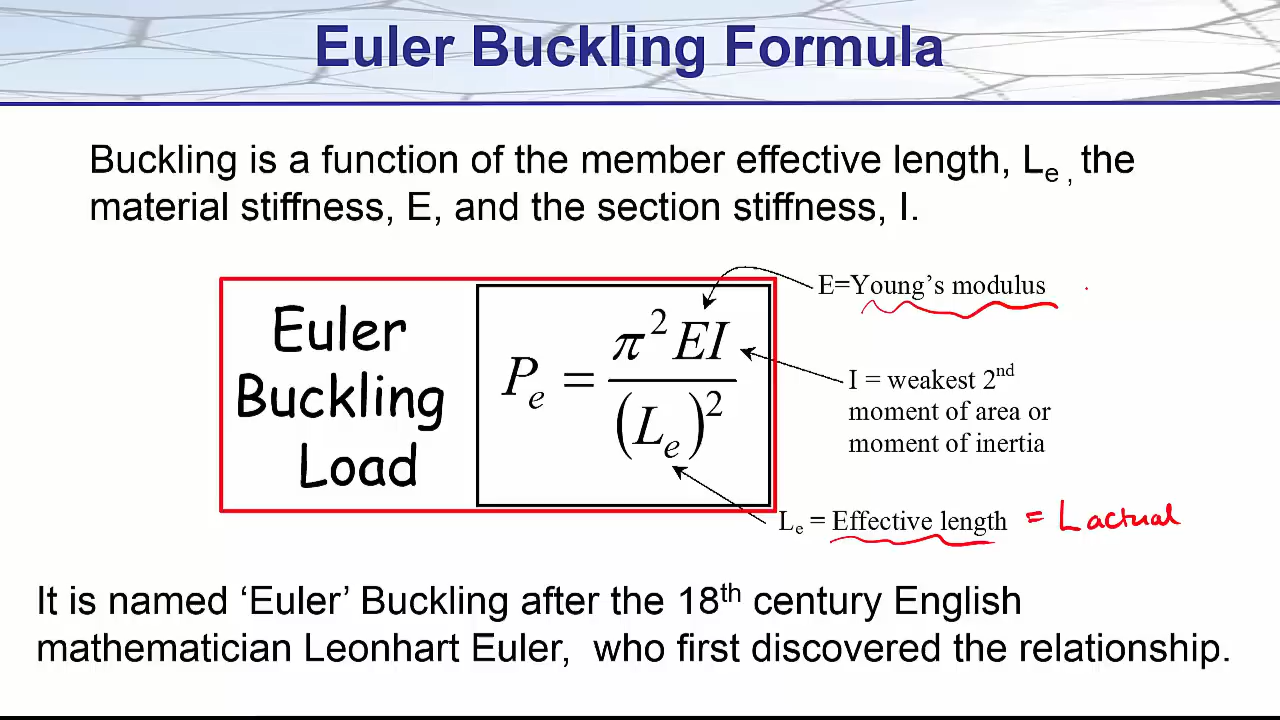 Euler Buckling Formula
Buckling is a function of the member effective length, Lₑ , the
material stiffness, E, and the section stiffness, I.
E=Young’s modulus
Euler
Buckling
Load
Pₑ = π² EI / (Lₑ)²
I = weakest 2ⁿᵈ
moment of area or
moment of inertia
Lₑ = Effective length = L actual
It is named ‘Euler’ Buckling after the 18ᵗʰ century English
mathematician Leonhart Euler, who first discovered the relationship.